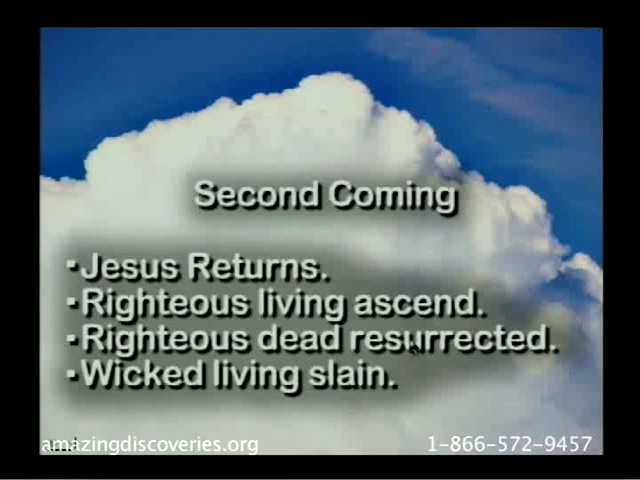 Second Coming
▪Jesus Returns.
▪Righteous living ascend.
▪Righteous dead resurrected.
▪Wicked living slain.
amazingdiscoveries.org 1-866-572-9457